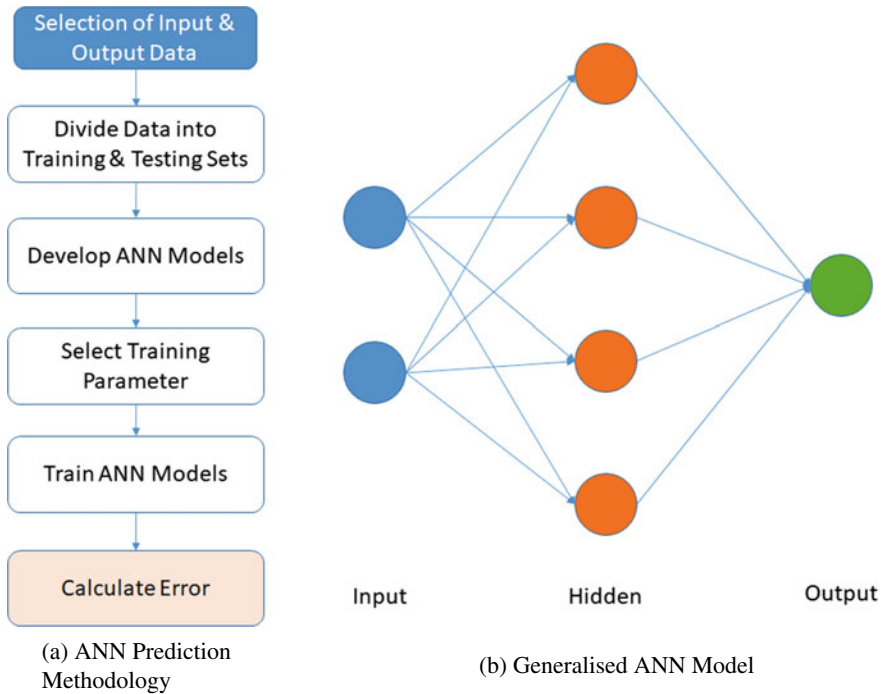 Selection of Input &
Output Data
Divide Data into
Training & Testing Sets
Develop ANN Models
Select Training
Parameter
Train ANN Models
Calculate Error
(a) ANN Prediction
Methodology
Input
Hidden
Output
(b) Generalised ANN Model